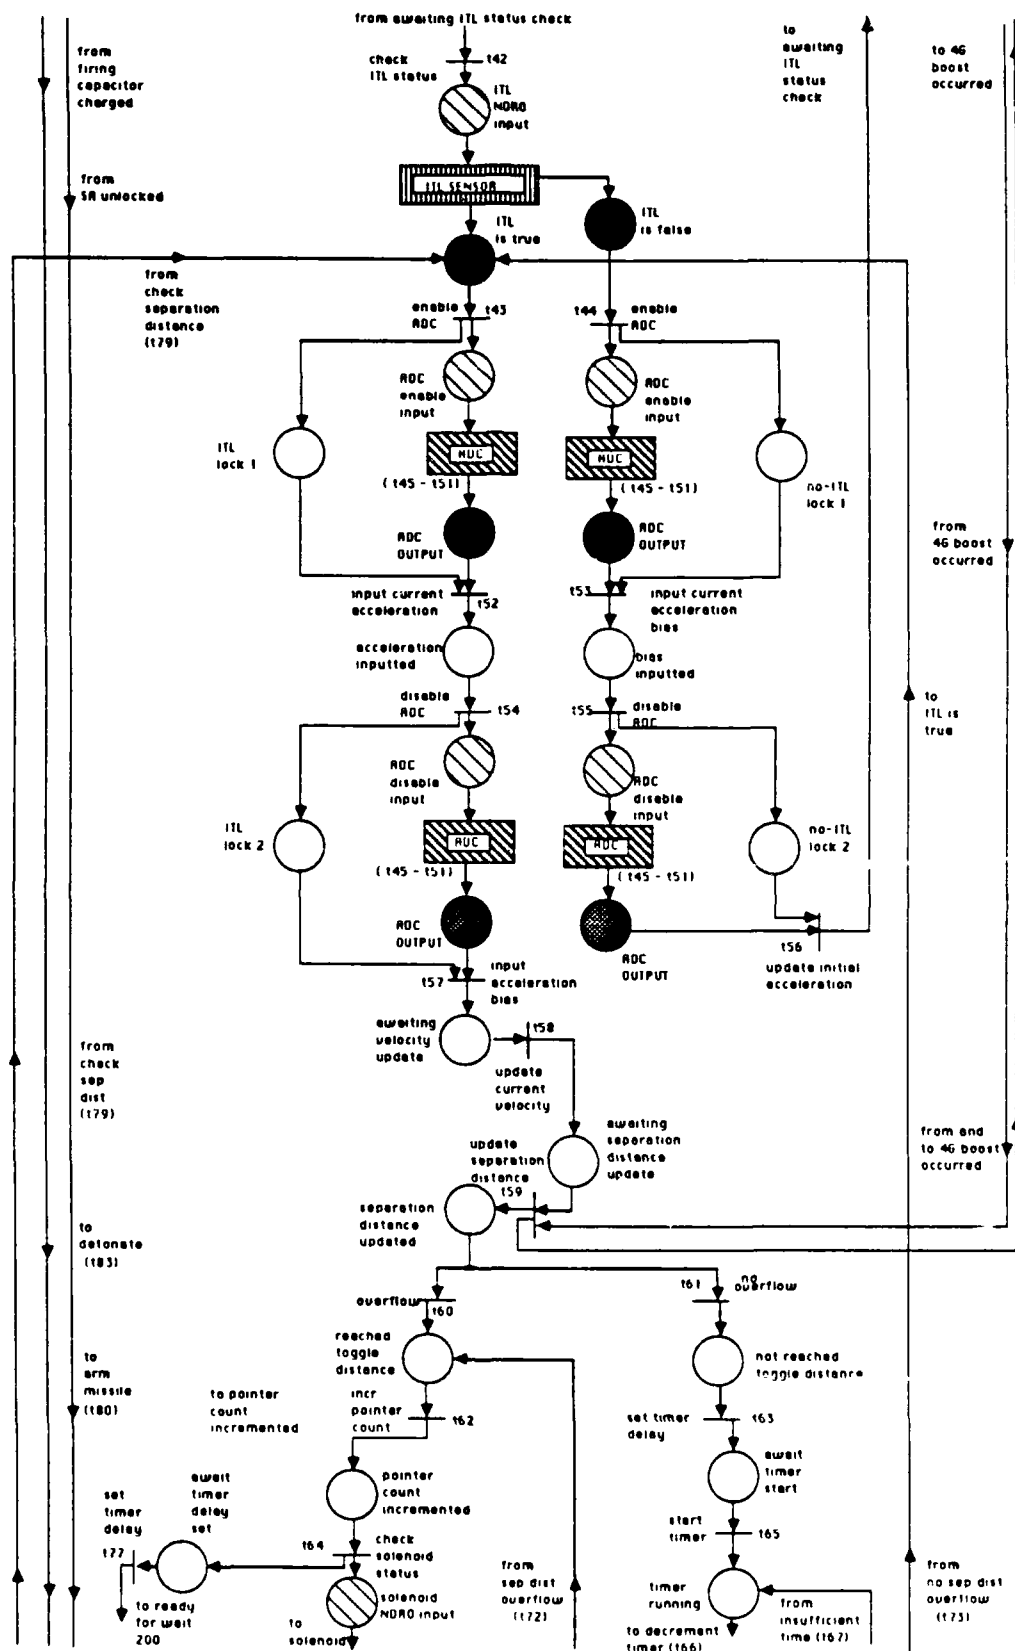 from awaiting ITL status check
from
firing
capacitor
charged
check
ITL status
t42
ITL
NDRO
input
to
awaiting
ITL
status
check
to 4G
boost
occurred
from
SA unlocked
ITL SENSOR
ITL
is true
ITL
is false
from
check
separation
distance
(t79)
enable
ADC
t43
t44
enable
ADC
ADC
enable
input
ADC
enable
input
ITL
lock 1
ADC
ADC
no-ITL
lock 1
(t45 - t51)
(t45 - t51)
ADC
OUTPUT
ADC
OUTPUT
from
4G boost
occurred
input current
acceleration
t52
t53
input current
acceleration
bias
acceleration
inputted
bias
inputted
disable
ADC
t54
t55
disable
ADC
to
ITL is
true
ADC
disable
input
ADC
disable
input
ITL
lock 2
ADC
ADC
no-ITL
lock 2
(t45 - t51)
(t45 - t51)
ADC
OUTPUT
ADC
OUTPUT
t56
update initial
acceleration
t57
input
acceleration
bias
awaiting
velocity
update
t58
update
current
velocity
from
check
sep
dist
(t79)
update
separation
distance
t59
awaiting
separation
distance
update
from and
to 4G boost
occurred
separation
distance
updated
to
detonate
(t83)
overflow
t60
t61
no
overflow
reached
toggle
distance
not reached
toggle distance
to
arm
missile
(t80)
to pointer
count
incremented
incr
pointer
count
t62
set timer
delay
t63
await
timer
start
set
timer
delay
t77
await
timer
delay
set
pointer
count
incremented
t64
check
solenoid
status
start
timer
t65
solenoid
NDRO input
from
sep dist
overflow
(t72)
timer
running
from
no sep dist
overflow
(t73)
to ready
for wait
200
to
solenoid
to decrement
timer (t66)
from
insufficient
time (t67)